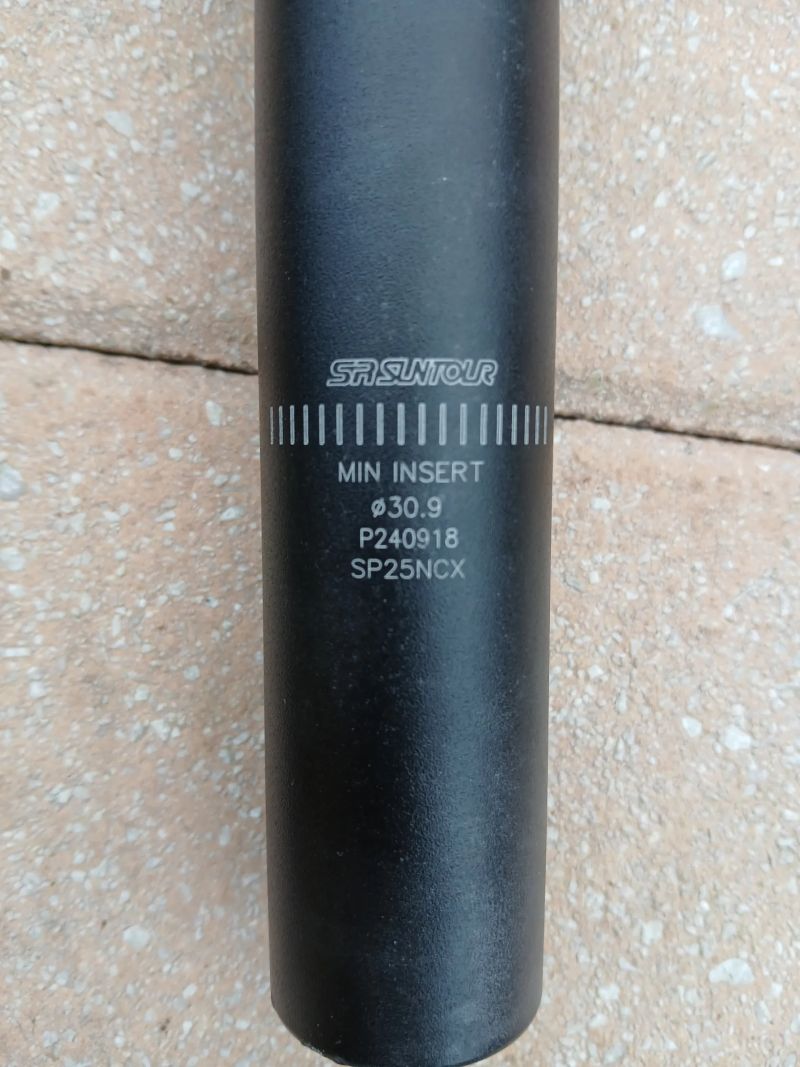 SR SUNTOUR
MIN INSERT
ø30.9
P240918
SP25NCX